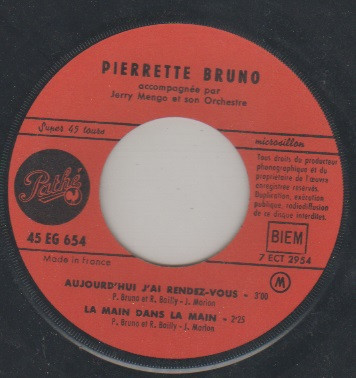 PIERRETTE BRUNO
accompagnée par
Jerry Mengo et son Orchestre
Super 45 tours
microsillon
Pathé
Tous droits du producteur
phonographique et du
propriétaire de l'œuvre
enregistrée réservés.
Duplication, exécution
publique, radiodiffusion
de ce disque interdites.
45 EG 654
BIEM
Made in France
7 ECT 2954
AUJOURD'HUI J'AI RENDEZ-VOUS - 3'00
P. Bruno et R. Bailly - J. Marion
M
LA MAIN DANS LA MAIN - 2'25
P. Bruno et R. Bailly - J. Marion